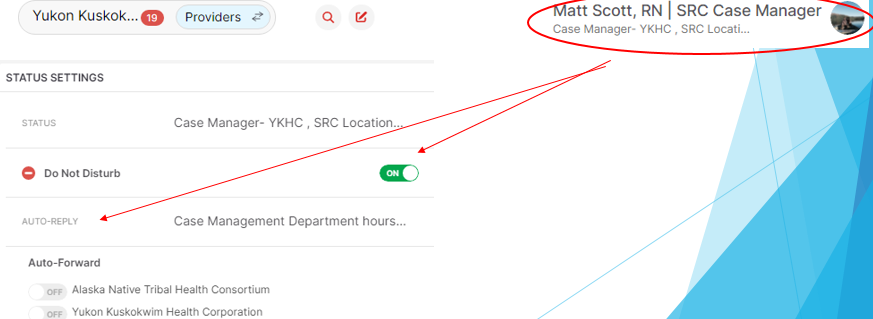 Yukon Kuskok... 19 Providers
Matt Scott, RN | SRC Case Manager
Case Manager- YKHC , SRC Locati...
STATUS SETTINGS
STATUS Case Manager- YKHC , SRC Location...
Do Not Disturb ON
AUTO-REPLY Case Management Department hours...
Auto-Forward
OFF Alaska Native Tribal Health Consortium
OFF Yukon Kuskokwim Health Corporation